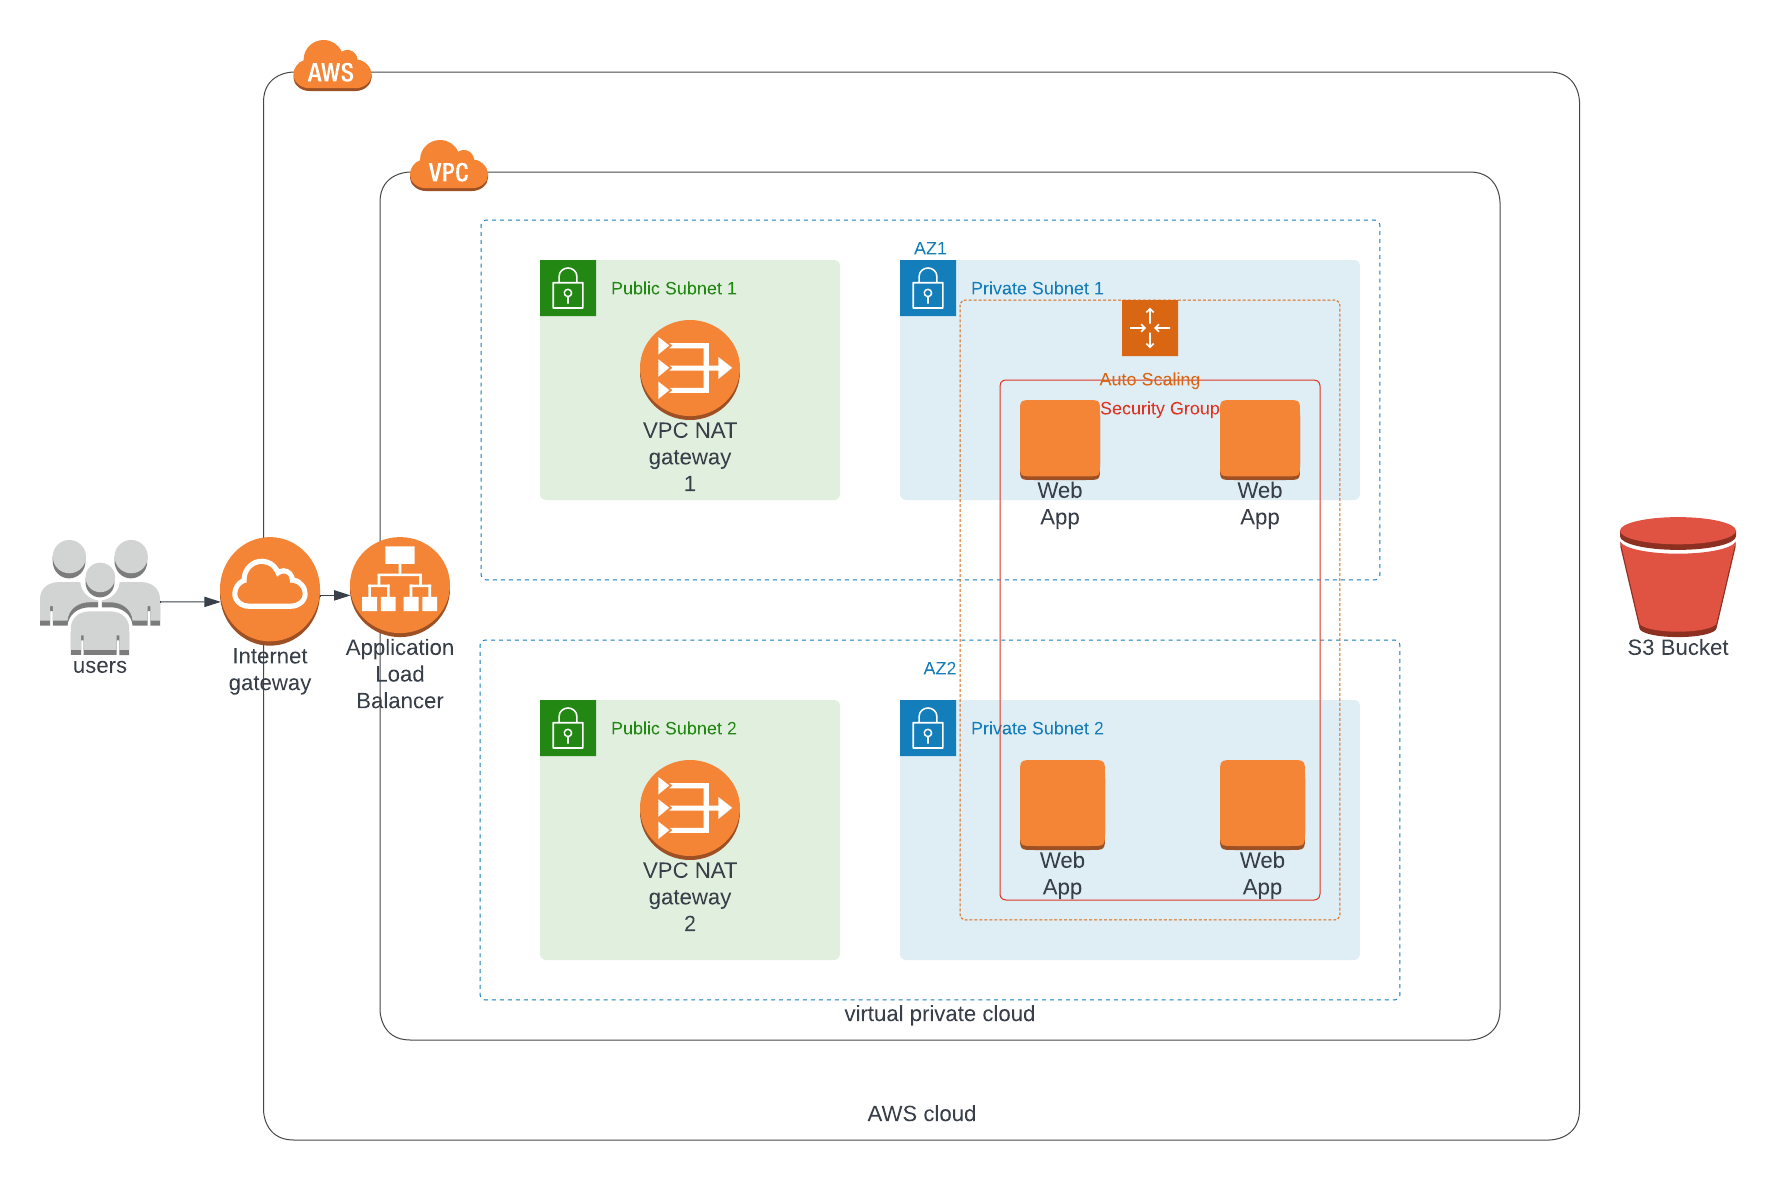 AWS
VPC
AZ1
Public Subnet 1
Private Subnet 1
VPC NAT
gateway
1
Auto Scaling
Security Group
Web
App
Web
App
users
Internet
gateway
Application
Load
Balancer
S3 Bucket
AZ2
Public Subnet 2
Private Subnet 2
VPC NAT
gateway
2
Web
App
Web
App
virtual private cloud
AWS cloud